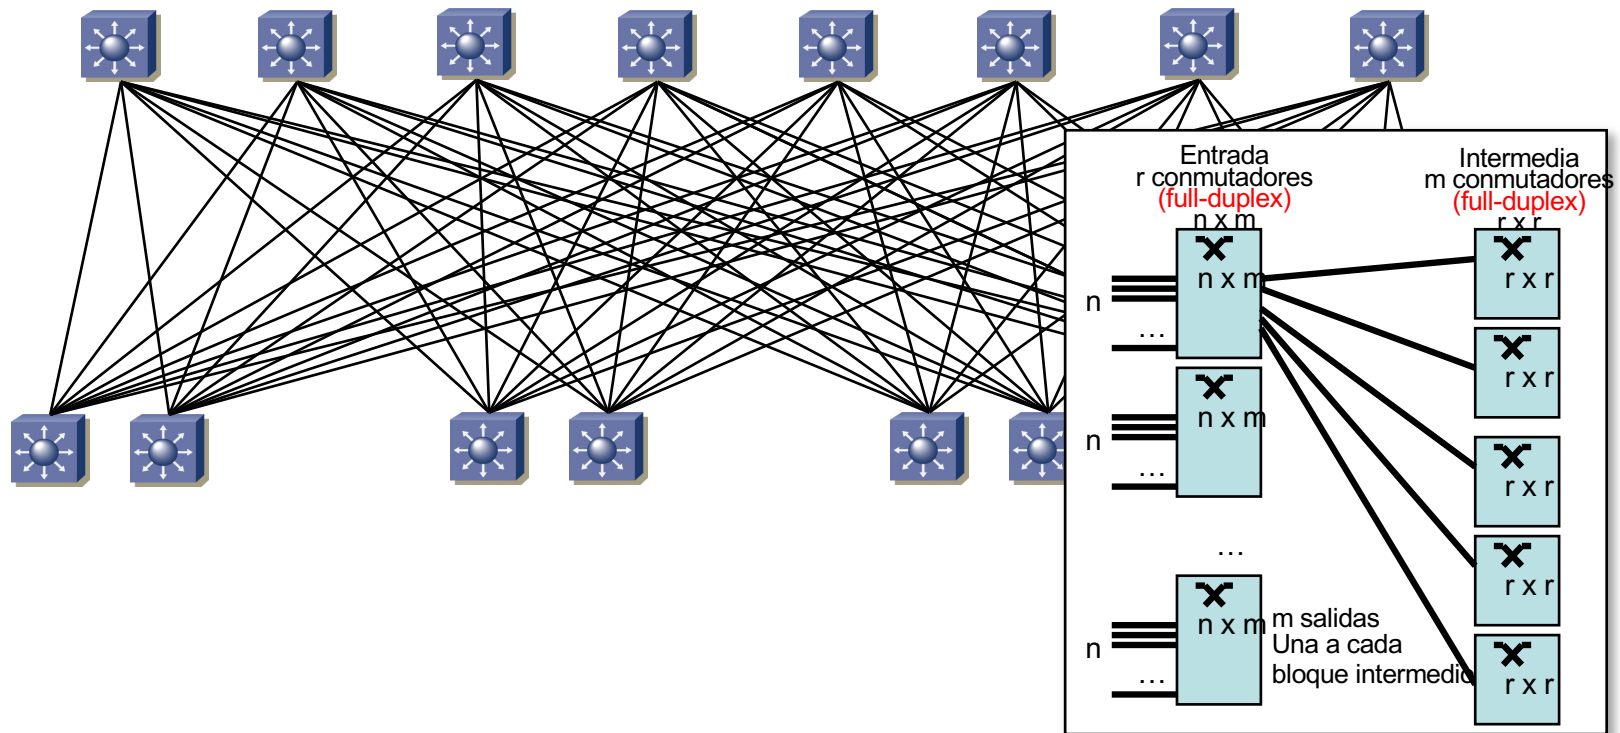 Entrada
r conmutadores
(full-duplex)
n x m
Intermedia
m conmutadores
(full-duplex)
r x r
n x m
n
...
r x r
r x r
n x m
n
...
r x r
...
r x r
n x m
n
...
m salidas
Una a cada
bloque intermedio
r x r